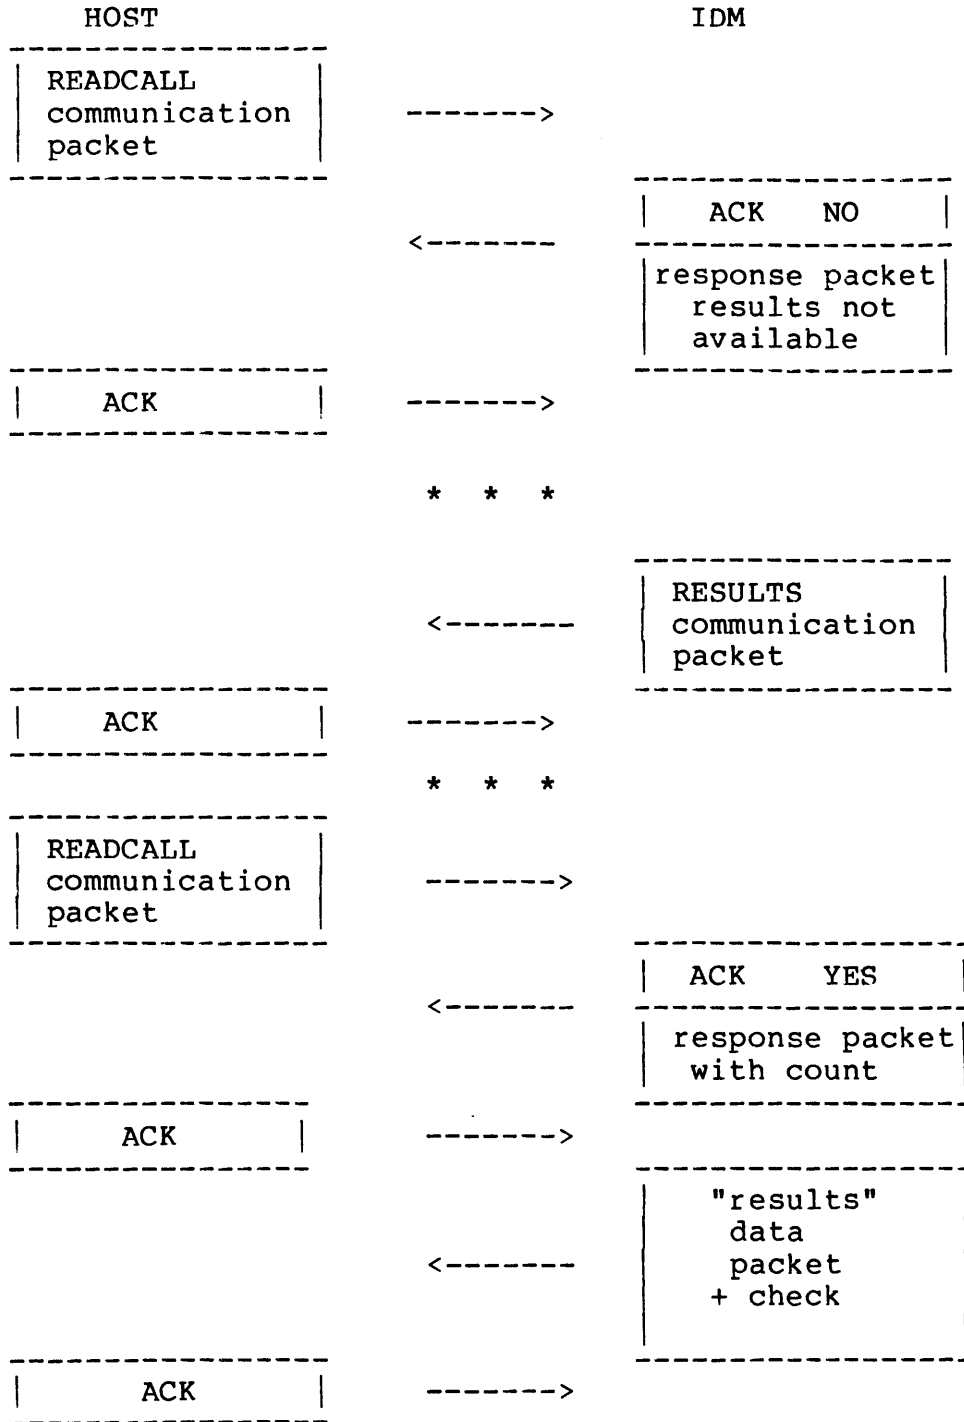 HOST IDM
READCALL
communication ------->
packet
ACK NO
<-------
response packet
results not
available
ACK ------->
* * *
RESULTS
<------- communication
packet
ACK ------->
* * *
READCALL
communication ------->
packet
ACK YES
<-------
response packet
with count
ACK ------->
"results"
data
<------- packet
+ check
ACK ------->